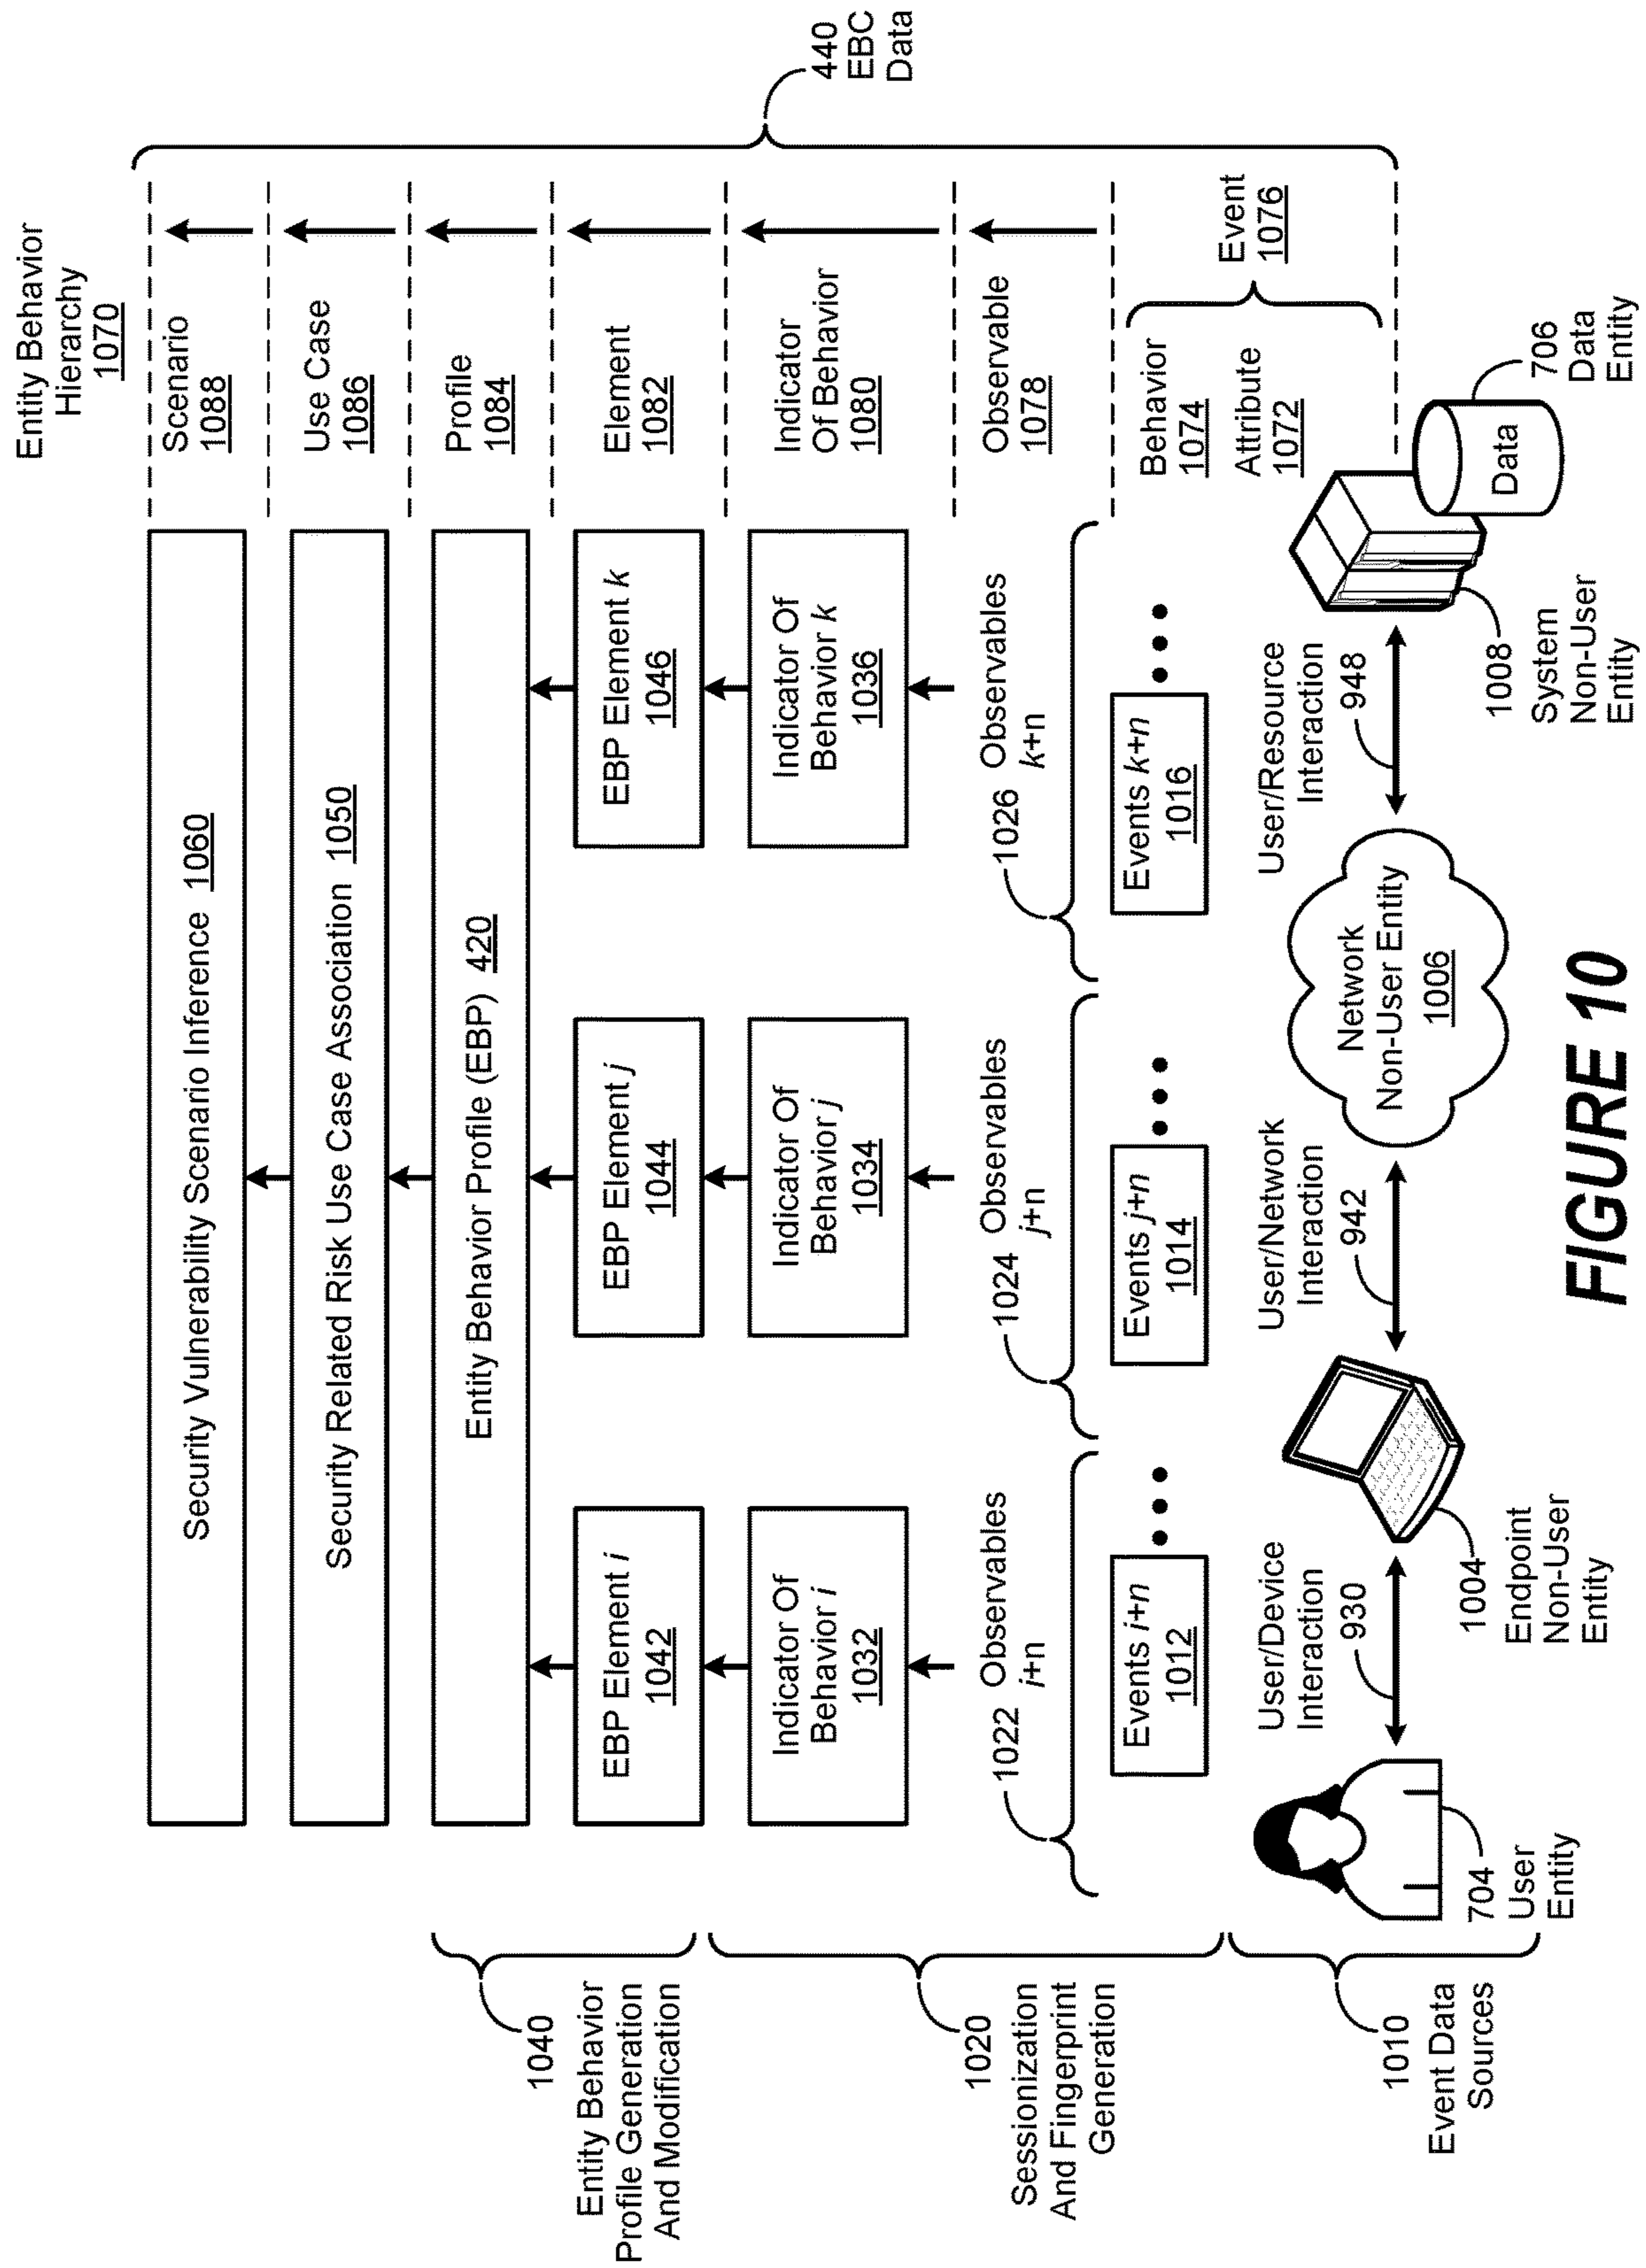 Entity Behavior
Hierarchy
1070
Security Vulnerability Scenario Inference 1060
Scenario
1088
Security Related Risk Use Case Association 1050
Use Case
1086
440
EBC
Data
1040
Entity Behavior
Profile Generation
And Modification
Entity Behavior Profile (EBP) 420
Profile
1084
EBP Element i
1042
EBP Element j
1044
EBP Element k
1046
Element
1082
1020
Sessionization
And Fingerprint
Generation
Indicator Of
Behavior i
1032
Indicator Of
Behavior j
1034
Indicator Of
Behavior k
1036
Indicator
Of Behavior
1080
1022
Observables
i+n
1024
Observables
j+n
1026
Observables
k+n
Observable
1078
Events i+n
1012
Events j+n
1014
Events k+n
1016
Behavior
1074
Attribute
1072
Event
1076
1010
Event Data
Sources
User/Device
Interaction
930
User/Network
Interaction
942
Network
Non-User Entity
1006
User/Resource
Interaction
948
Data
704
User
Entity
1004
Endpoint
Non-User
Entity
1008
System
Non-User
Entity
706
Data
Entity
FIGURE 10